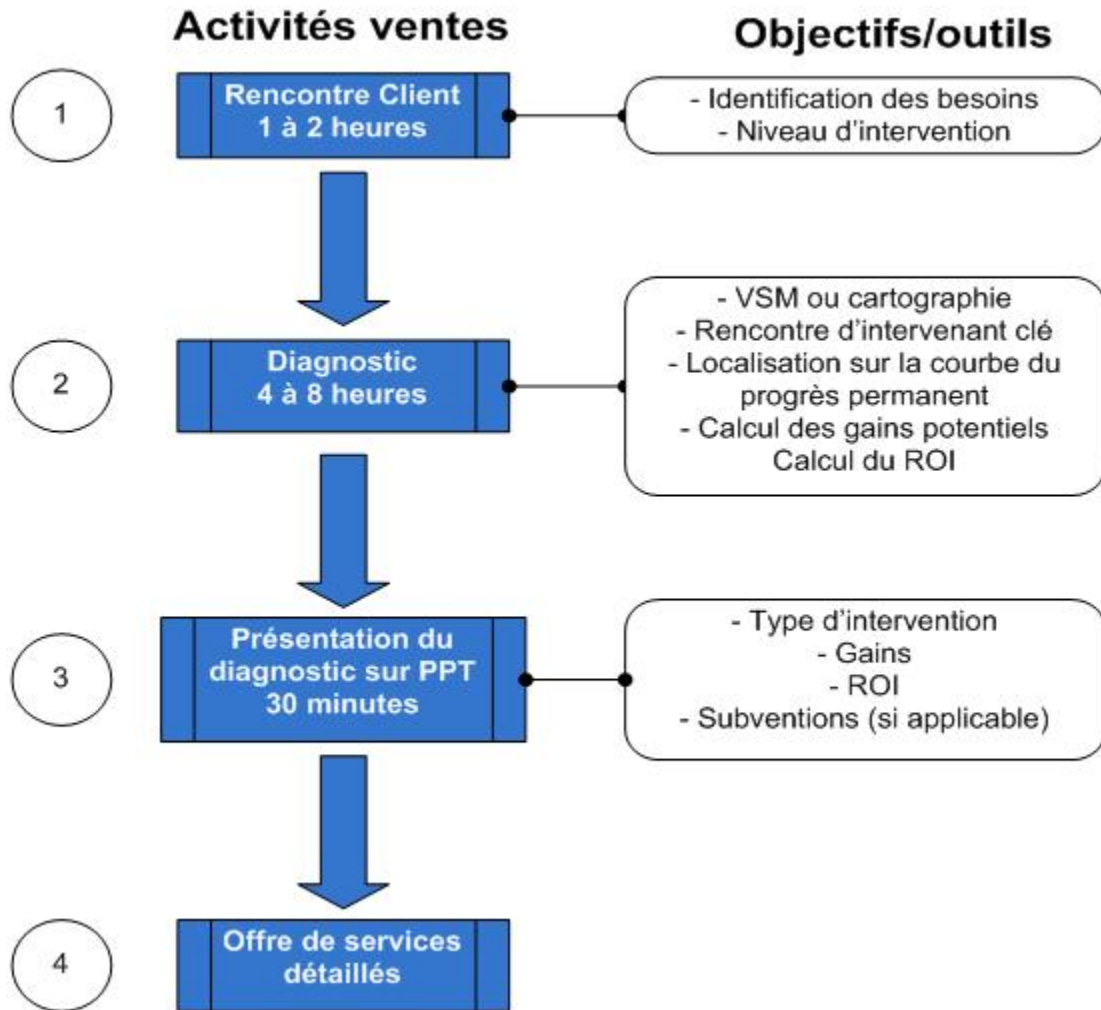 Activités ventes
Objectifs/outils
1
Rencontre Client
1 à 2 heures
- Identification des besoins
- Niveau d'intervention
2
Diagnostic
4 à 8 heures
- VSM ou cartographie
- Rencontre d'intervenant clé
- Localisation sur la courbe du
progrès permanent
- Calcul des gains potentiels
Calcul du ROI
3
Présentation du
diagnostic sur PPT
30 minutes
- Type d'intervention
- Gains
- ROI
- Subventions (si applicable)
4
Offre de services
détaillés